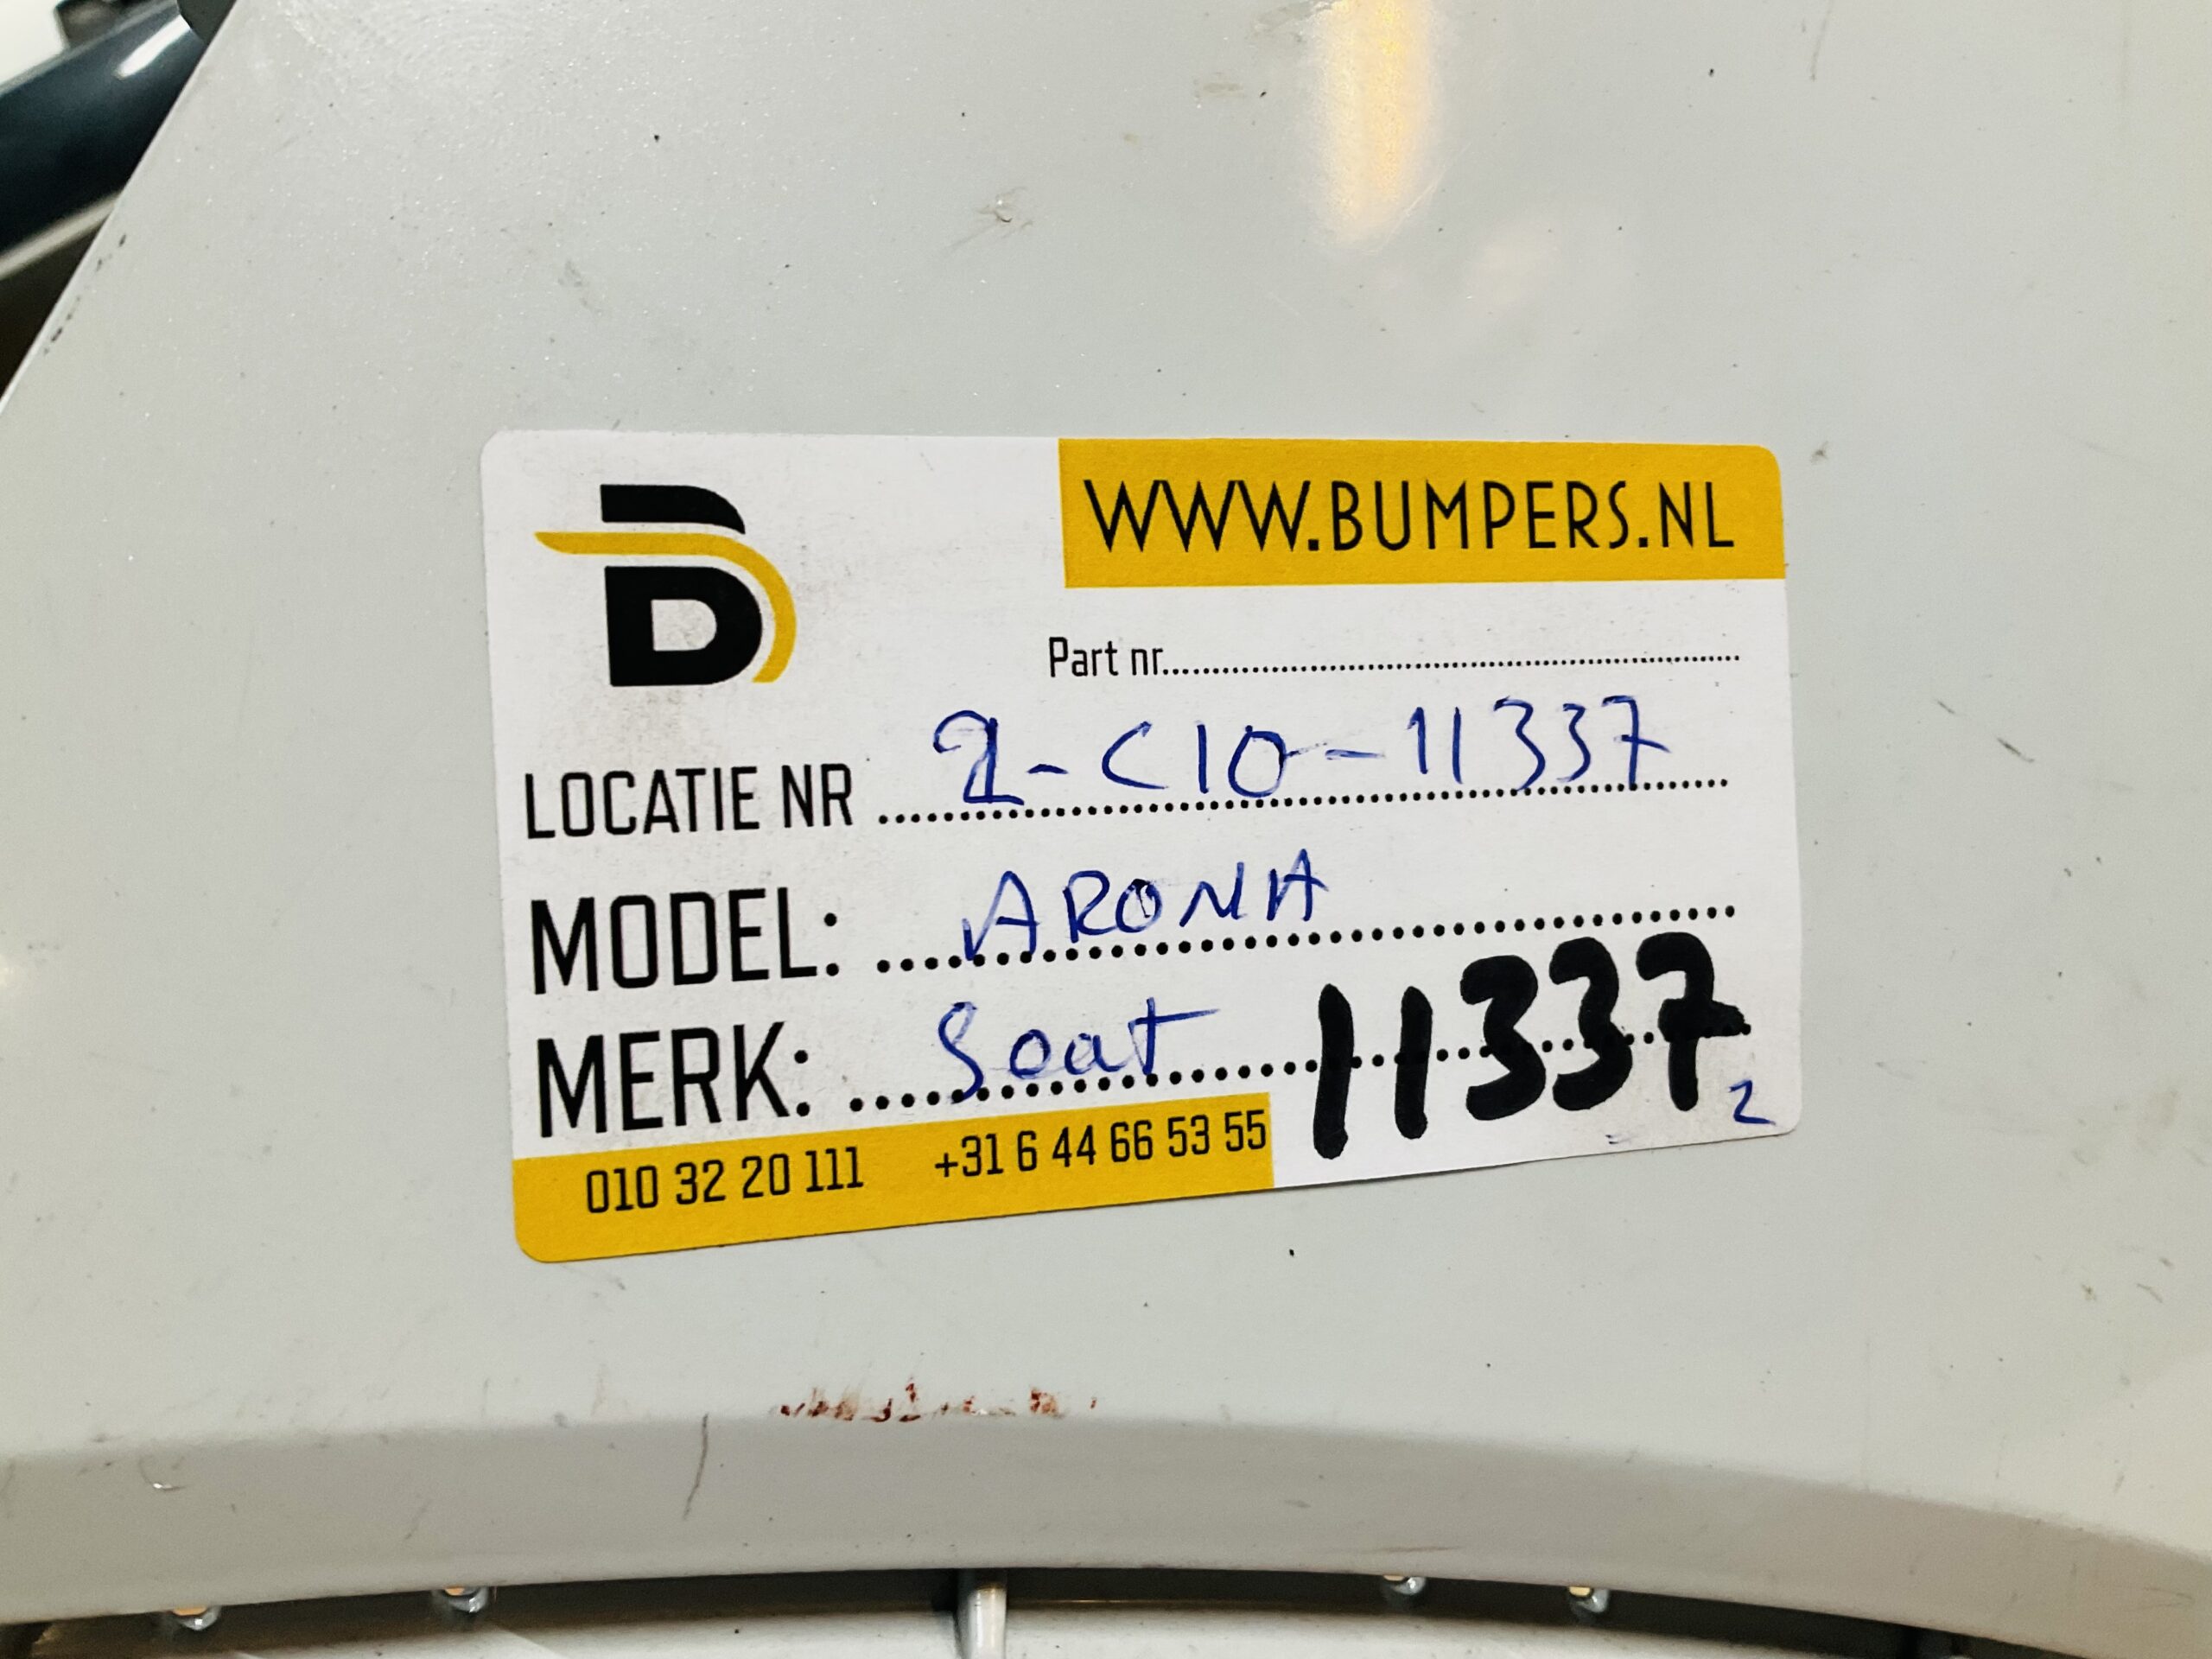 B
WWW.BUMPERS.NL
Part nr..........
LOCATIE NR .......... 2-C10-11337
MODEL: .......... ARONA
MERK: .......... Seat 11337
2
010 32 20 111 +31 6 44 66 53 55